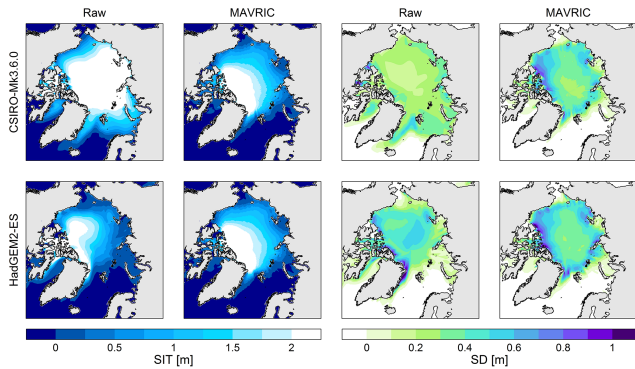 Raw MAVRIC Raw MAVRIC
CSIRO-Mk3.6.0
HadGEM2-ES
0 0.5 1 1.5 2 0 0.2 0.4 0.6 0.8 1
SIT [m] SD [m]